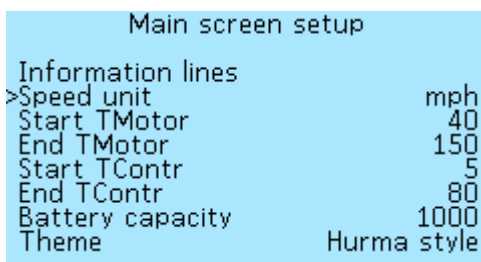 Main screen setup
Information lines
>Speed unit mph
Start TMotor 40
End TMotor 150
Start TContr 5
End TContr 80
Battery capacity 1000
Theme Hurma style